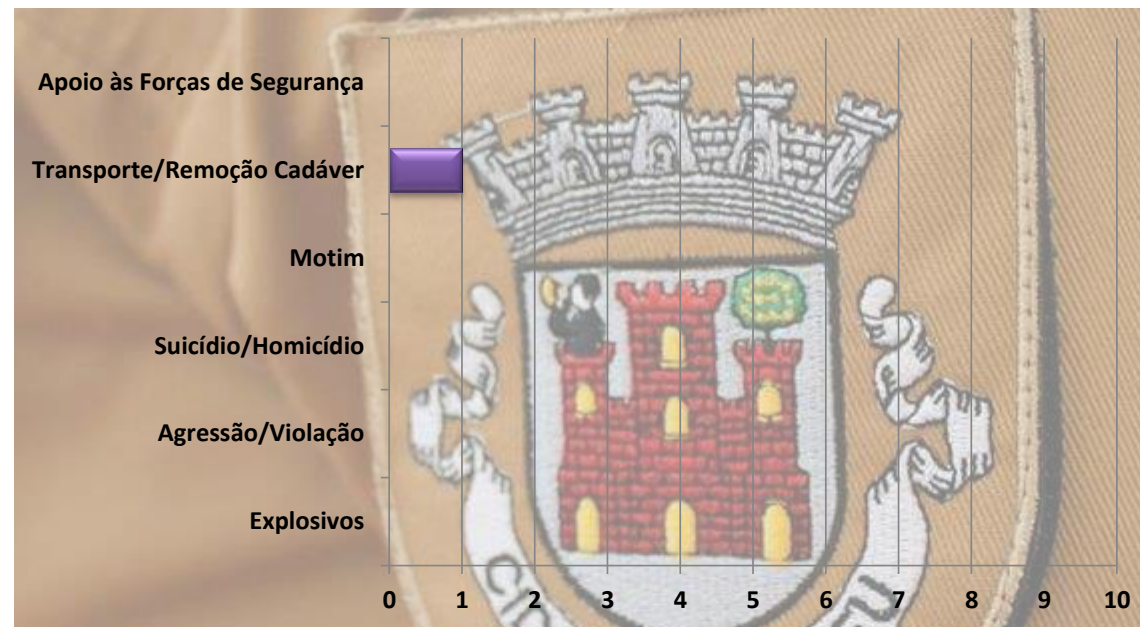 Apoio às Forças de Segurança
Transporte/Remoção Cadáver
Motim
Suicídio/Homicídio
Agressão/Violação
Explosivos
0 1 2 3 4 5 6 7 8 9 10